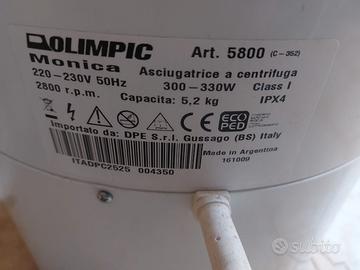 OLIMPIC Art. 5800 (C-352)
Monica Asciugatrice a centrifuga
220-230V 50Hz 300-330W Class I
2800 r.p.m. Capacita: 5,2 kg IPX4
ECO
PED
Importato da: DPE S.r.l. Gussago (BS) Italy
Made in Argentina
161009
ITADPC2525 004350
subito